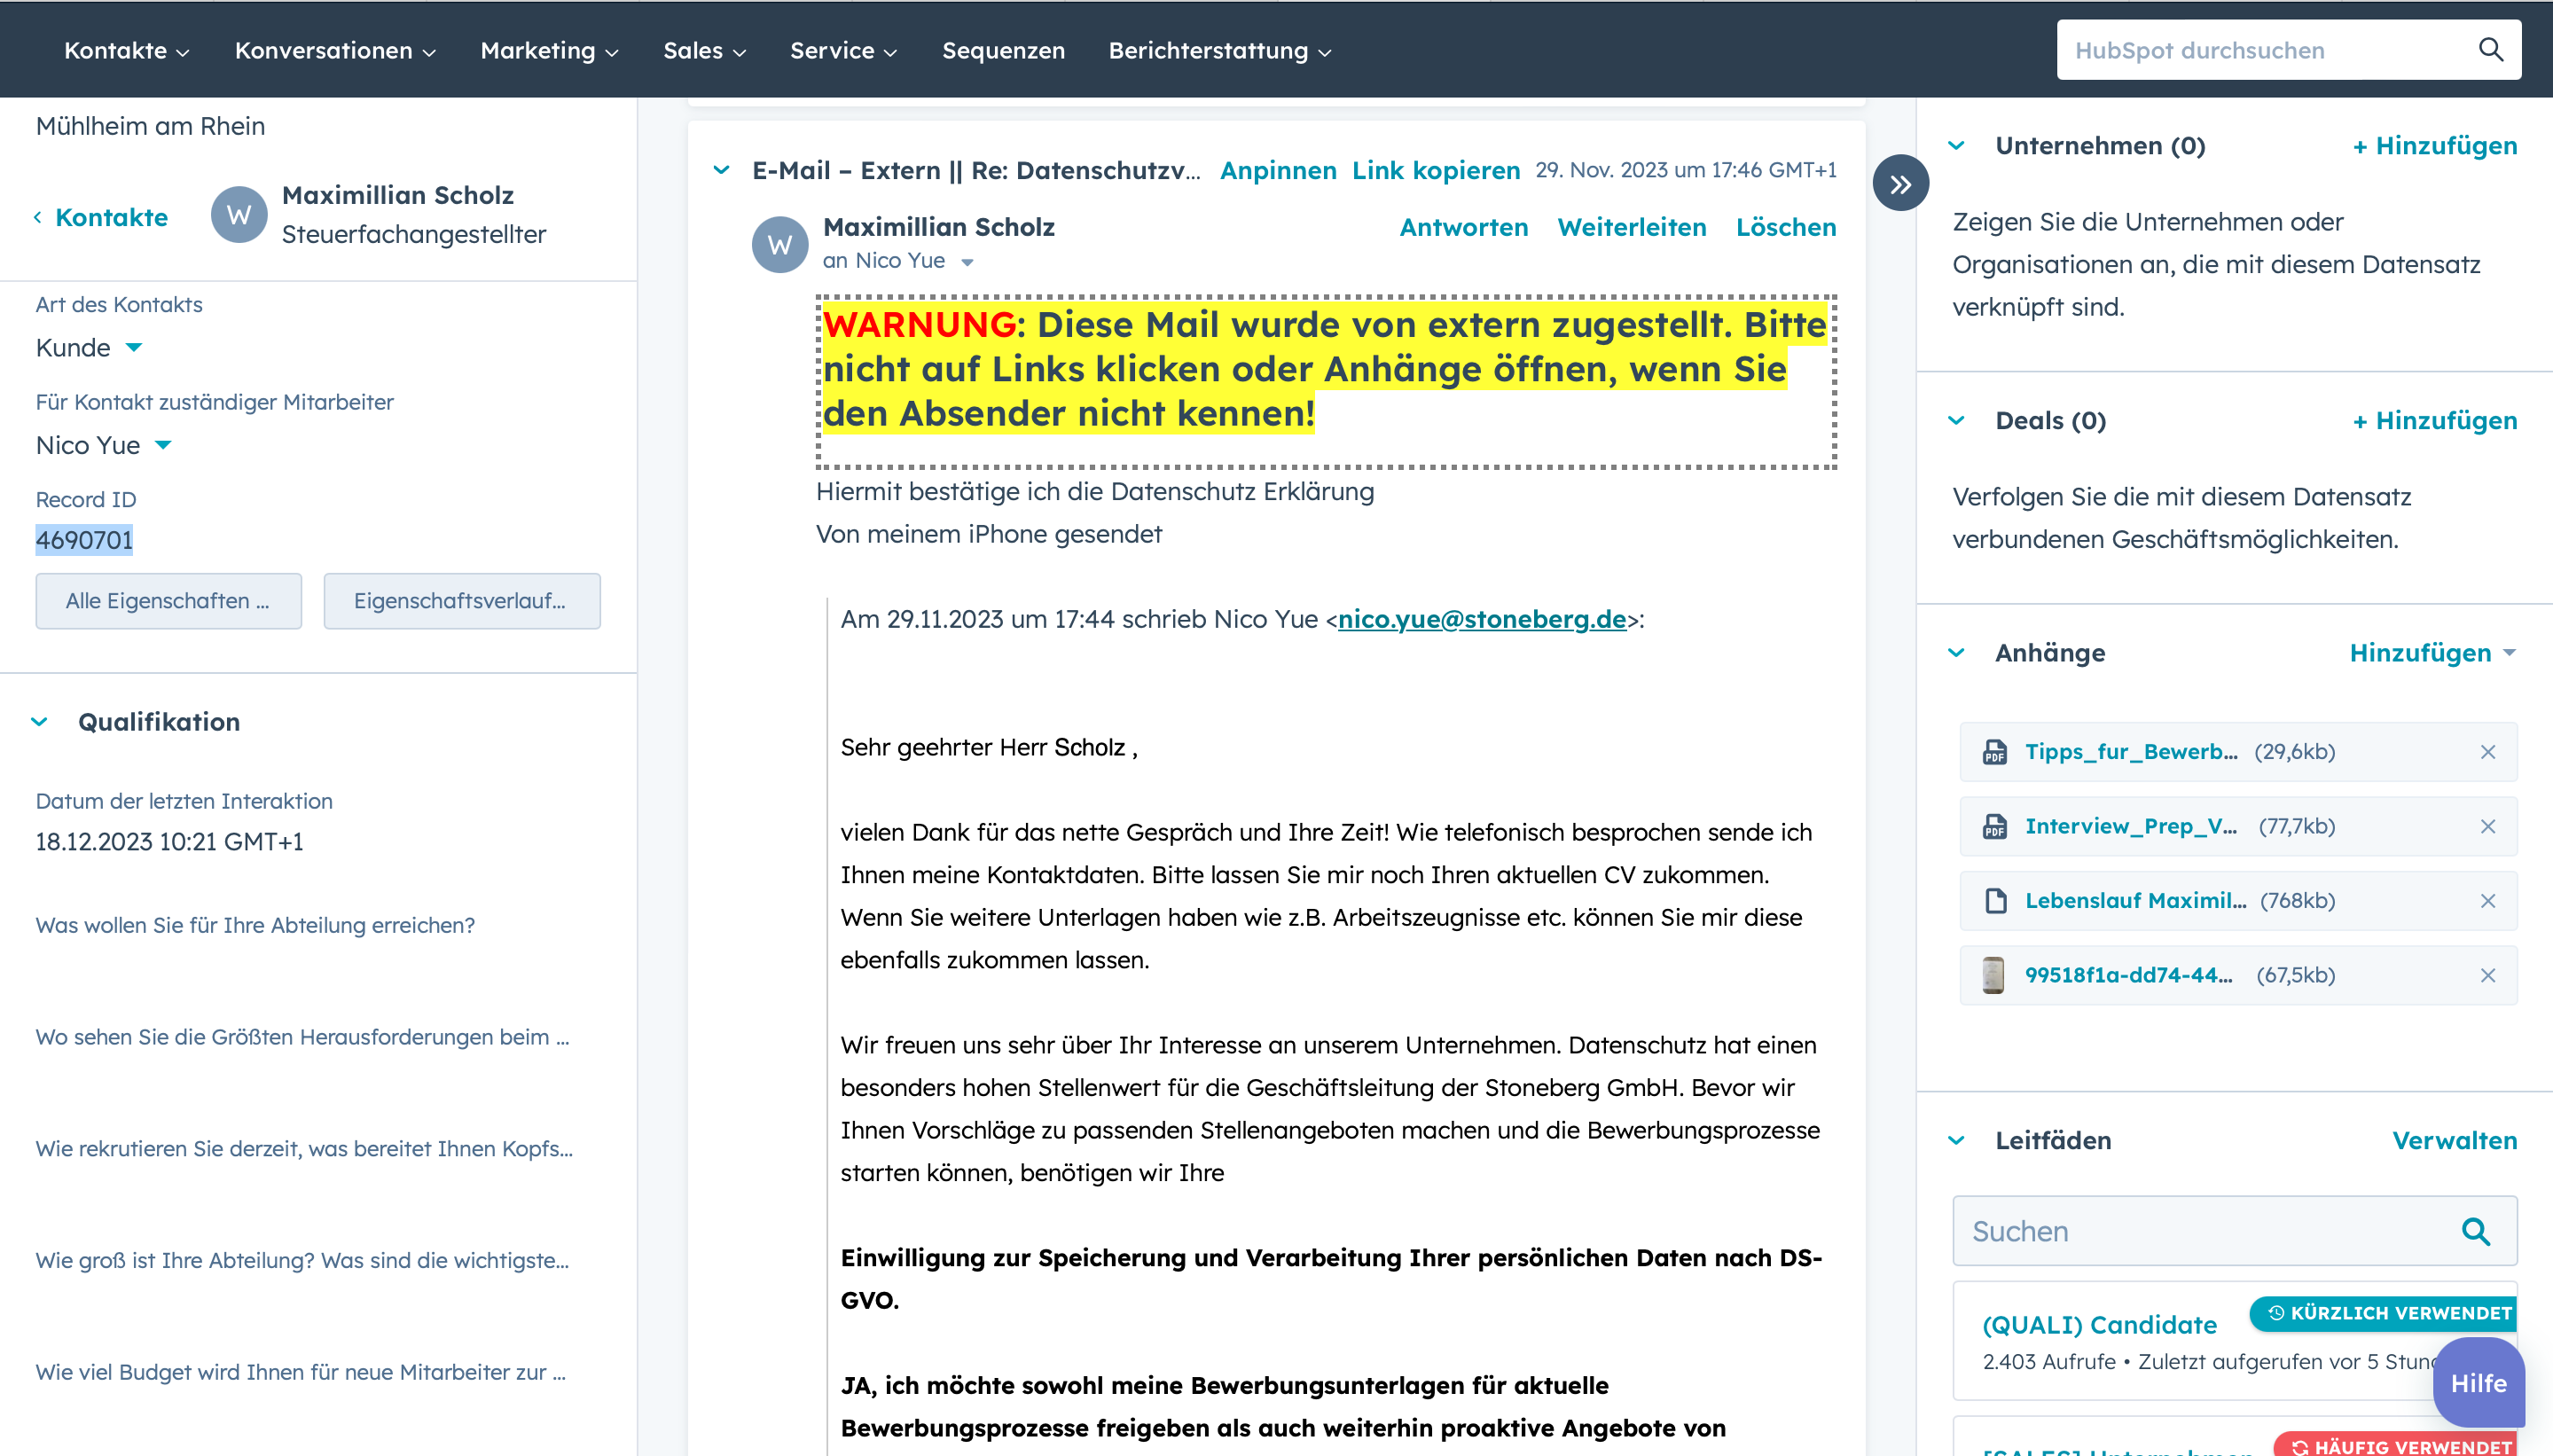 Kontakte
Konversationen
Marketing
Sales
Service
Sequenzen
Berichterstattung
HubSpot durchsuchen
Mühlheim am Rhein
Kontakte
W
Maximillian Scholz
Steuerfachangestellter
Art des Kontakts
Kunde
Für Kontakt zuständiger Mitarbeiter
Nico Yue
Record ID
4690701
Alle Eigenschaften ...
Eigenschaftsverlauf...
Qualifikation
Datum der letzten Interaktion
18.12.2023 10:21 GMT+1
Was wollen Sie für Ihre Abteilung erreichen?
Wo sehen Sie die Größten Herausforderungen beim ...
Wie rekrutieren Sie derzeit, was bereitet Ihnen Kopfs...
Wie groß ist Ihre Abteilung? Was sind die wichtigste...
Wie viel Budget wird Ihnen für neue Mitarbeiter zur ...
E-Mail – Extern || Re: Datenschutzv...
Anpinnen
Link kopieren
29. Nov. 2023 um 17:46 GMT+1
W
Maximillian Scholz
an Nico Yue
Antworten
Weiterleiten
Löschen
WARNUNG: Diese Mail wurde von extern zugestellt. Bitte
nicht auf Links klicken oder Anhänge öffnen, wenn Sie
den Absender nicht kennen!
Hiermit bestätige ich die Datenschutz Erklärung
Von meinem iPhone gesendet
Am 29.11.2023 um 17:44 schrieb Nico Yue <nico.yue@stoneberg.de>:
Sehr geehrter Herr Scholz ,
vielen Dank für das nette Gespräch und Ihre Zeit! Wie telefonisch besprochen sende ich
Ihnen meine Kontaktdaten. Bitte lassen Sie mir noch Ihren aktuellen CV zukommen.
Wenn Sie weitere Unterlagen haben wie z.B. Arbeitszeugnisse etc. können Sie mir diese
ebenfalls zukommen lassen.
Wir freuen uns sehr über Ihr Interesse an unserem Unternehmen. Datenschutz hat einen
besonders hohen Stellenwert für die Geschäftsleitung der Stoneberg GmbH. Bevor wir
Ihnen Vorschläge zu passenden Stellenangeboten machen und die Bewerbungsprozesse
starten können, benötigen wir Ihre
Einwilligung zur Speicherung und Verarbeitung Ihrer persönlichen Daten nach DS-
GVO.
JA, ich möchte sowohl meine Bewerbungsunterlagen für aktuelle
Bewerbungsprozesse freigeben als auch weiterhin proaktive Angebote von
Unternehmen (0)
+ Hinzufügen
Zeigen Sie die Unternehmen oder
Organisationen an, die mit diesem Datensatz
verknüpft sind.
Deals (0)
+ Hinzufügen
Verfolgen Sie die mit diesem Datensatz
verbundenen Geschäftsmöglichkeiten.
Anhänge
Hinzufügen
PDF Tipps_fur_Bewerb... (29,6kb)
PDF Interview_Prep_V... (77,7kb)
Lebenslauf Maximil... (768kb)
99518f1a-dd74-44... (67,5kb)
Leitfäden
Verwalten
Suchen
KÜRZLICH VERWENDET
(QUALI) Candidate
2.403 Aufrufe • Zuletzt aufgerufen vor 5 Stun
Hilfe
HÄUFIG VERWENDET
[SALES] Unternehmen